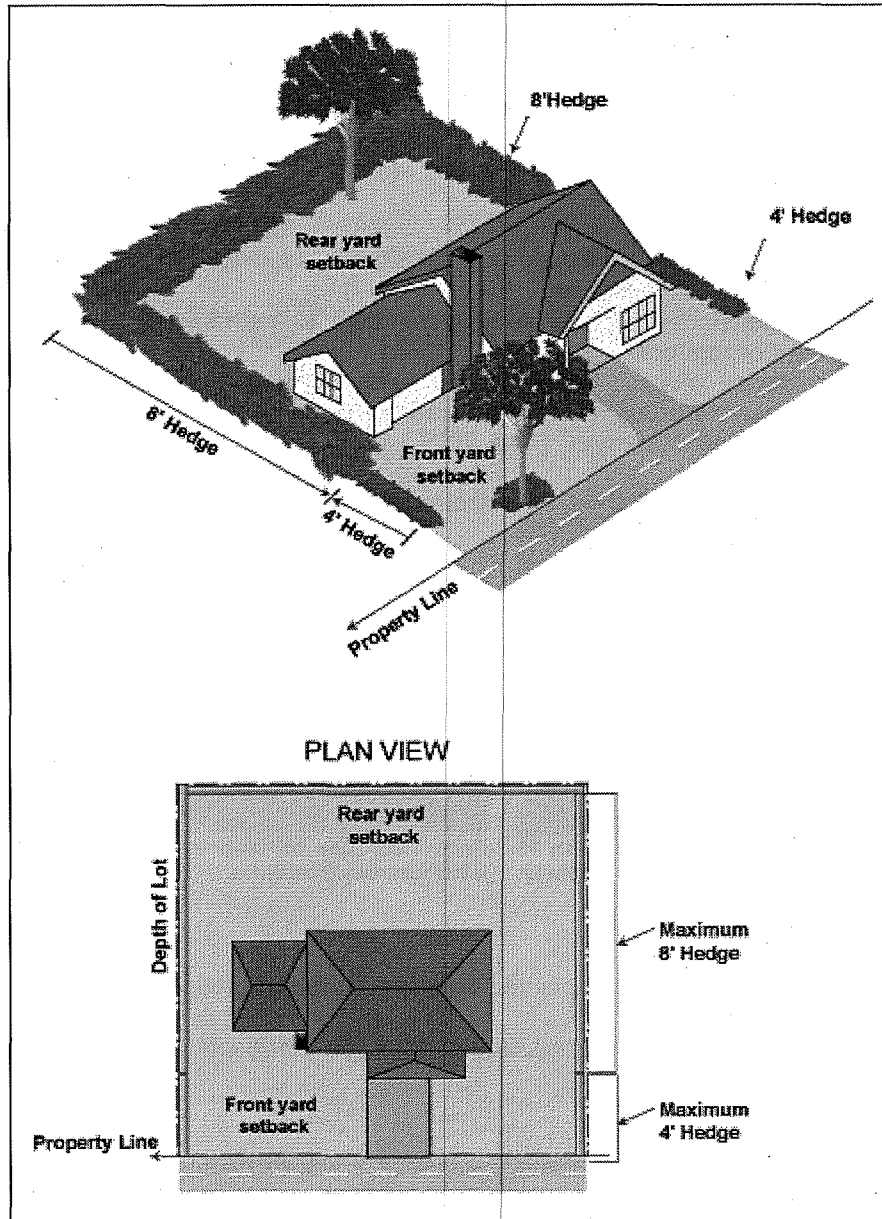 8'Hedge
4' Hedge
Rear yard
setback
8' Hedge
Front yard
setback
4' Hedge
Property Line
PLAN VIEW
Rear yard
setback
Depth of Lot
Maximum
8' Hedge
Front yard
setback
Maximum
4' Hedge
Property Line